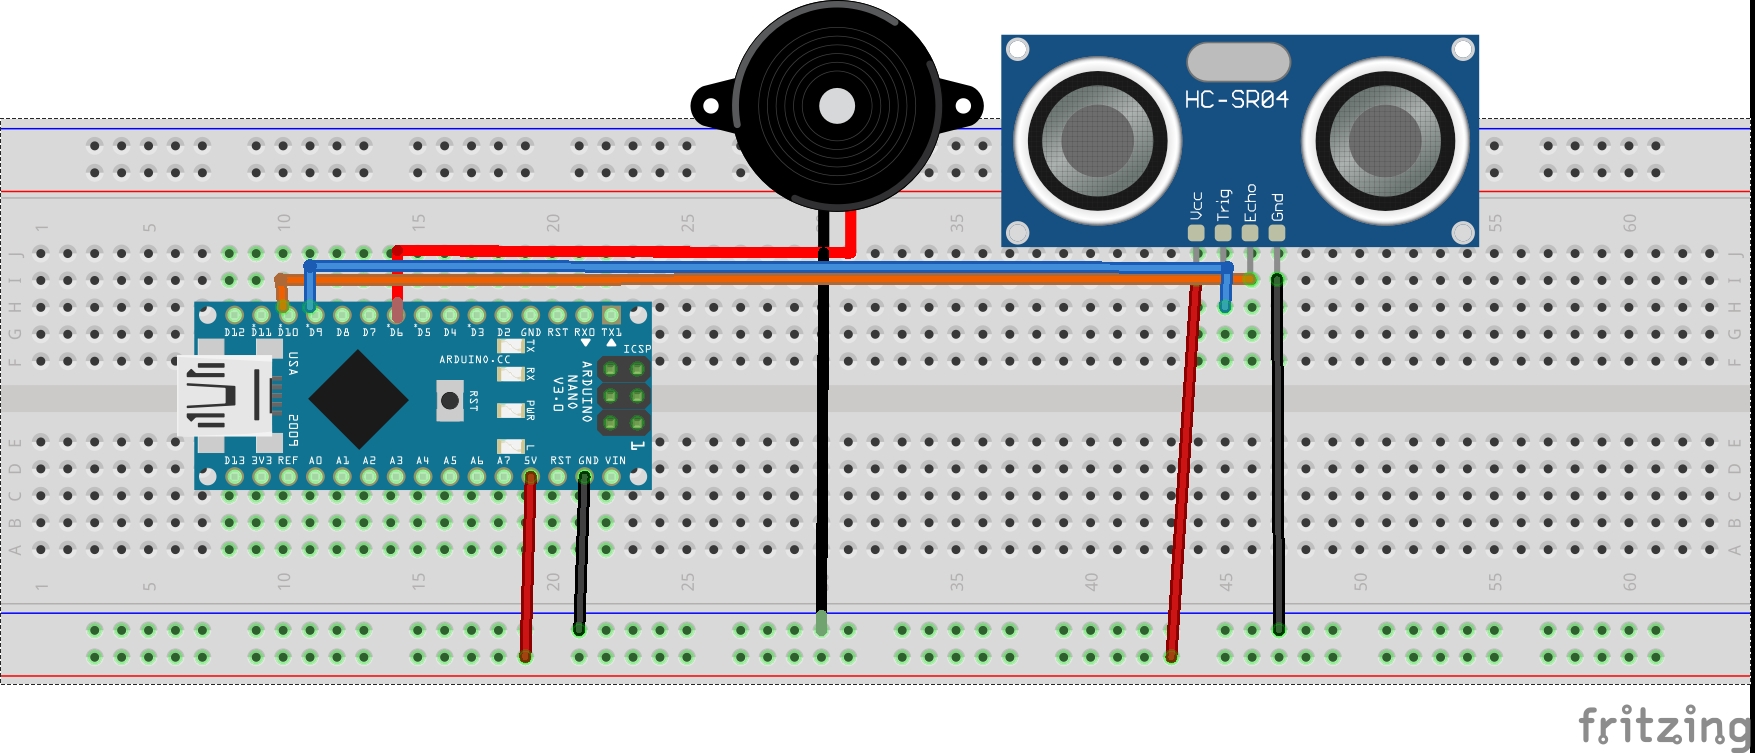 HC-SR04
Vcc
Trig
Echo
Gnd
1 5 10 15 20 25 35 55 60
J J
I I
H H
G G
F F
D12 D11 D10 D9 D8 D7 D6 D5 D4 D3 D2 GND RST RX0 TX1
ICSP
ARDUINO.CC
TX
RX
PWR
L
RST
USA
2009
ARDUINO
NANO
V3.0
1
D13 3V3 REF A0 A1 A2 A3 A4 A5 A6 A7 5V RST GND VIN
E E
D D
C C
B B
A A
1 5 10 15 20 25 35 40 45 50 55 60
fritzing